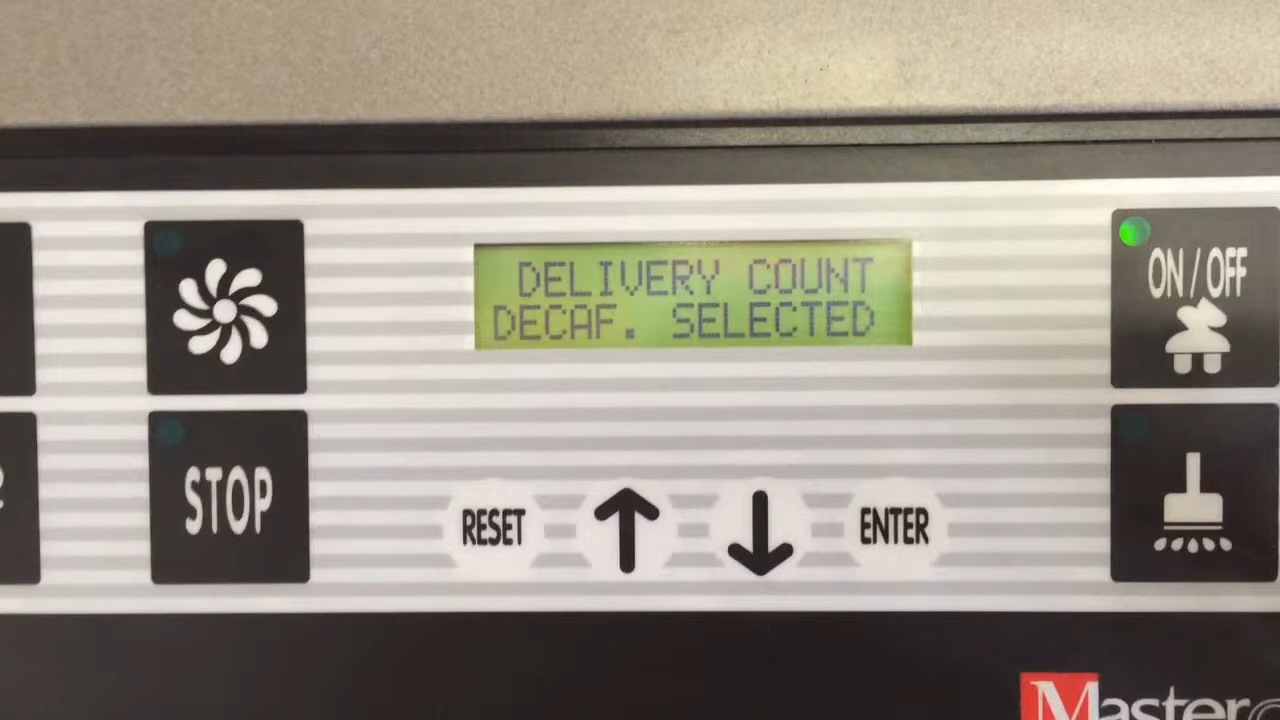 DELIVERY COUNT
DECAF. SELECTED
ON / OFF
STOP
RESET
ENTER
Master